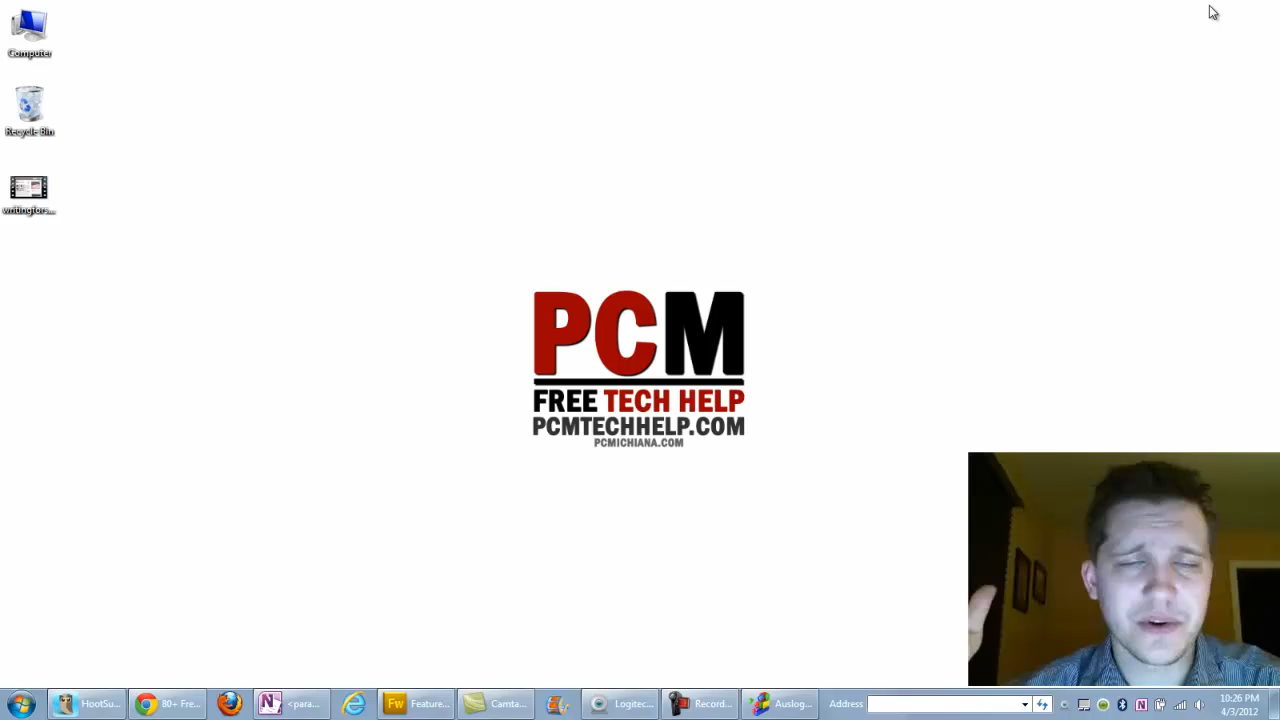 Computer
Recycle Bin
writingfors...
PCM
FREE TECH HELP
PCMTECHHELP.COM
PCMICHIANA.COM
HootSu...
80+ Fre...
<para...
Feature...
Camta...
Logitec...
Record...
Auslog...
Address
10:26 PM
4/3/2012